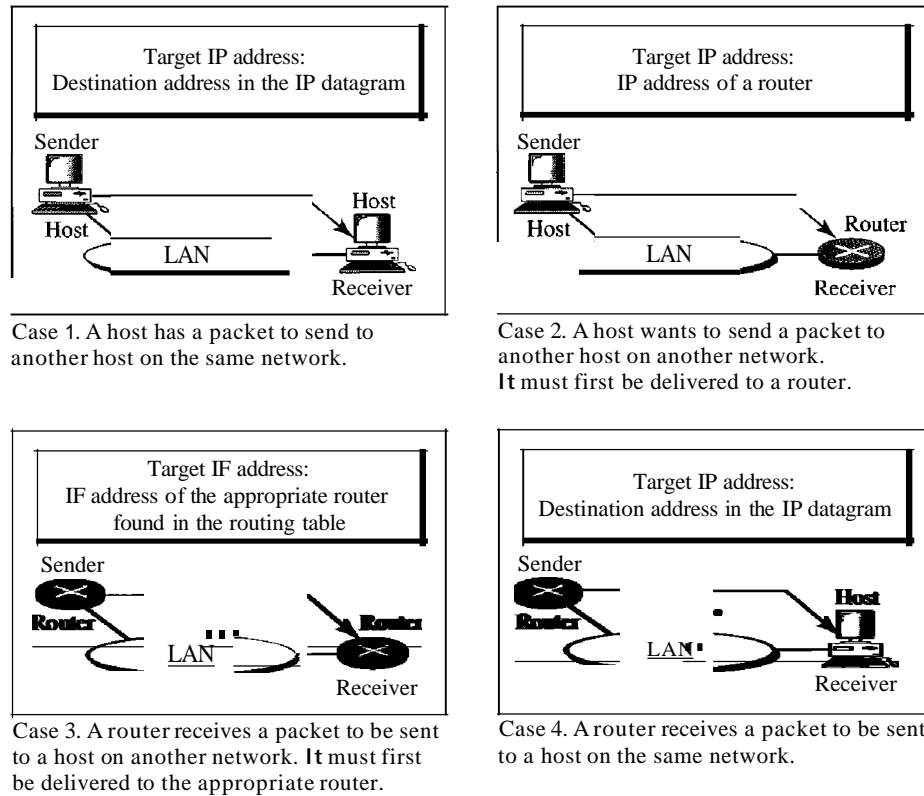 Target IP address:
Destination address in the IP datagram
Sender
Host
Host
LAN
Receiver
Case 1. A host has a packet to send to
another host on the same network.
Target IP address:
IP address of a router
Sender
Host
Router
LAN
Receiver
Case 2. A host wants to send a packet to
another host on another network.
It must first be delivered to a router.
Target IF address:
IF address of the appropriate router
found in the routing table
Sender
Router
Router
LAN
Receiver
Case 3. A router receives a packet to be sent
to a host on another network. It must first
be delivered to the appropriate router.
Target IP address:
Destination address in the IP datagram
Sender
Host
Router
LAN
Receiver
Case 4. A router receives a packet to be sent
to a host on the same network.